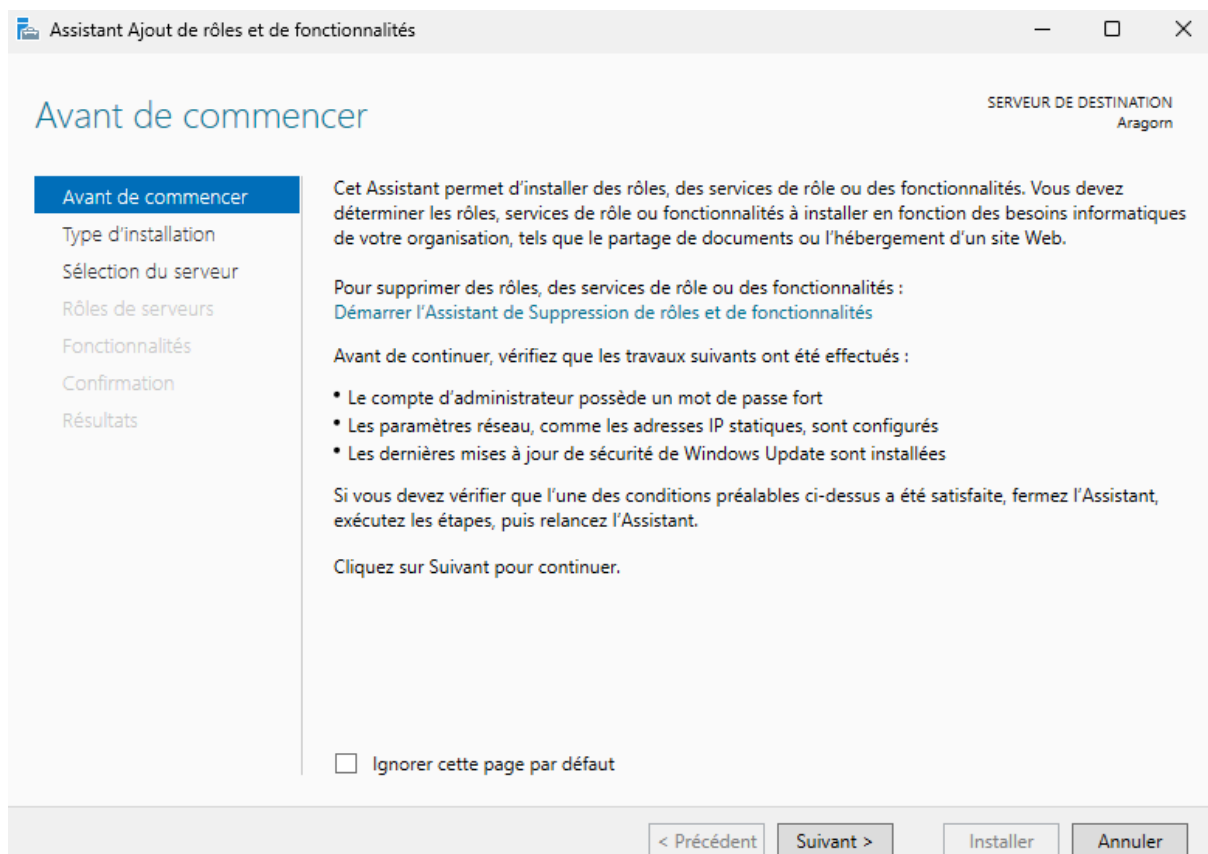 Assistant Ajout de rôles et de fonctionnalités
Avant de commencer
SERVEUR DE DESTINATION
Aragorn
Avant de commencer
Type d'installation
Sélection du serveur
Rôles de serveurs
Fonctionnalités
Confirmation
Résultats
Cet Assistant permet d'installer des rôles, des services de rôle ou des fonctionnalités. Vous devez
déterminer les rôles, services de rôle ou fonctionnalités à installer en fonction des besoins informatiques
de votre organisation, tels que le partage de documents ou l'hébergement d'un site Web.
Pour supprimer des rôles, des services de rôle ou des fonctionnalités :
Démarrer l'Assistant de Suppression de rôles et de fonctionnalités
Avant de continuer, vérifiez que les travaux suivants ont été effectués :
• Le compte d'administrateur possède un mot de passe fort
• Les paramètres réseau, comme les adresses IP statiques, sont configurés
• Les dernières mises à jour de sécurité de Windows Update sont installées
Si vous devez vérifier que l'une des conditions préalables ci-dessus a été satisfaite, fermez l'Assistant,
exécutez les étapes, puis relancez l'Assistant.
Cliquez sur Suivant pour continuer.
Ignorer cette page par défaut
< Précédent
Suivant >
Installer
Annuler